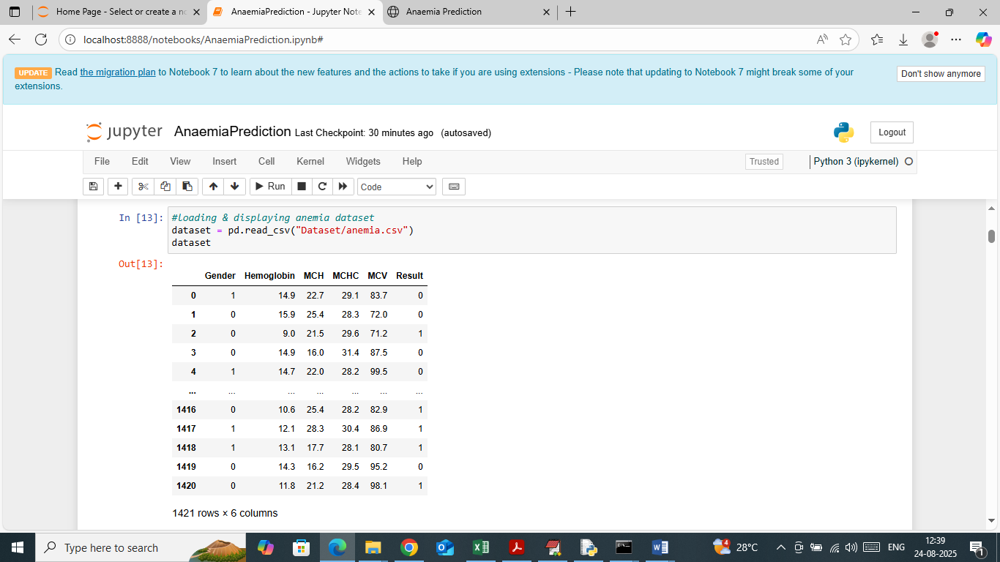 Home Page - Select or create a no
AnaemiaPrediction - Jupyter Note
Anaemia Prediction
localhost:8888/notebooks/AnaemiaPrediction.ipynb#
UPDATE Read the migration plan to Notebook 7 to learn about the new features and the actions to take if you are using extensions - Please note that updating to Notebook 7 might break some of your
extensions.
Don't show anymore
jupyter AnaemiaPrediction Last Checkpoint: 30 minutes ago (autosaved)
Logout
File Edit View Insert Cell Kernel Widgets Help
Trusted
Python 3 (ipykernel)
Run
Code
In [13]: #loading & displaying anemia dataset
dataset = pd.read_csv("Dataset/anemia.csv")
dataset
Out[13]:
Gender Hemoglobin MCH MCHC MCV Result
0 1 14.9 22.7 29.1 83.7 0
1 0 15.9 25.4 28.3 72.0 0
2 0 9.0 21.5 29.6 71.2 1
3 0 14.9 16.0 31.4 87.5 0
4 1 14.7 22.0 28.2 99.5 0
... ... ... ... ... ... ...
1416 0 10.6 25.4 28.2 82.9 1
1417 1 12.1 28.3 30.4 86.9 1
1418 1 13.1 17.7 28.1 80.7 1
1419 0 14.3 16.2 29.5 95.2 0
1420 0 11.8 21.2 28.4 98.1 1
1421 rows × 6 columns
Type here to search
28°C
ENG
12:39
24-08-2025
1